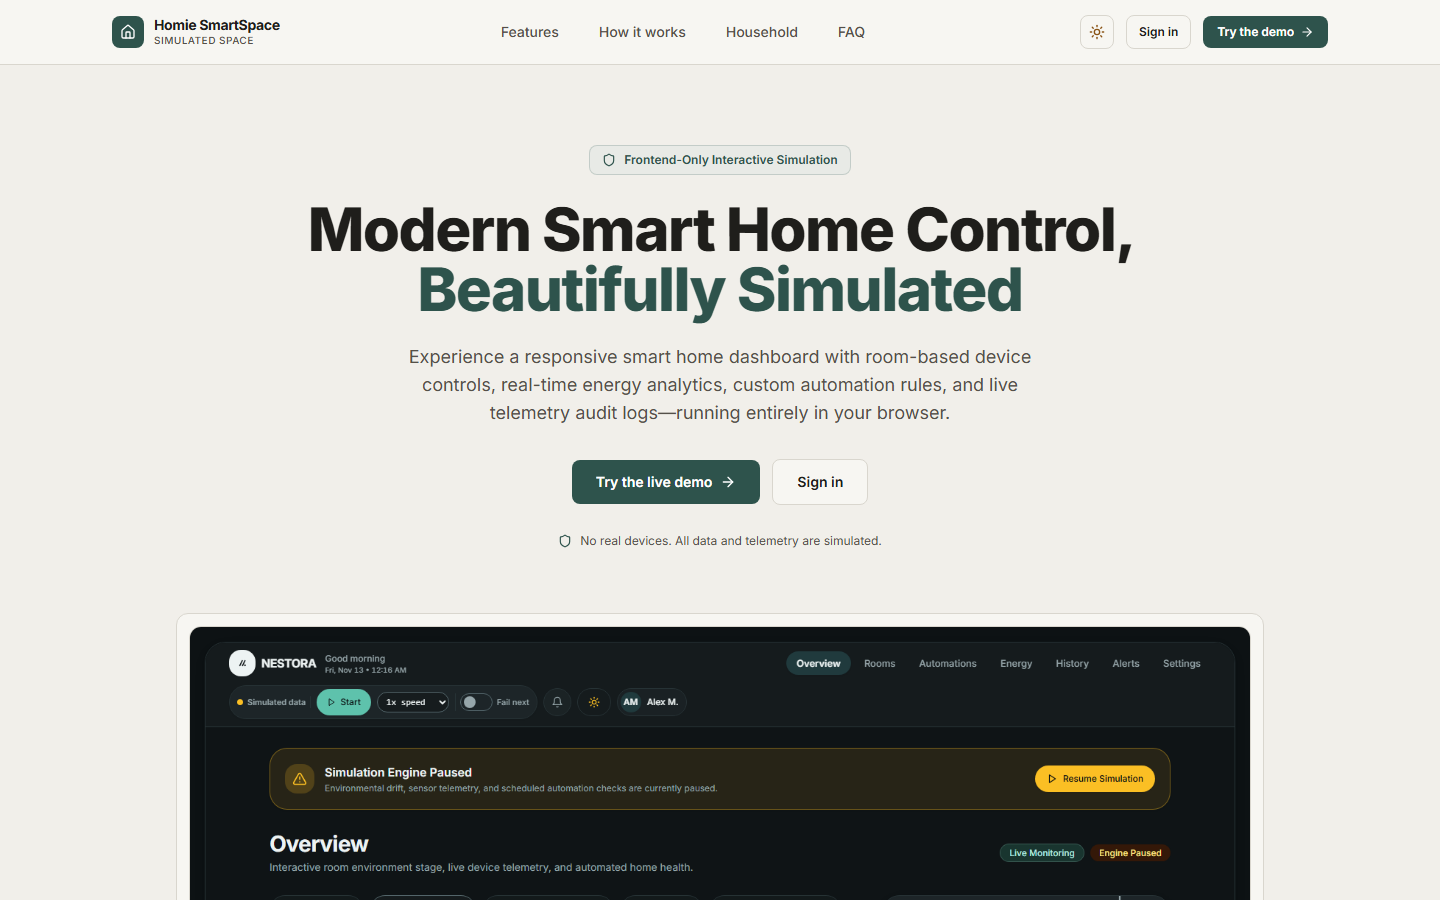 Homie SmartSpace
SIMULATED SPACE
Features
How it works
Household
FAQ
Sign in
Try the demo
Frontend-Only Interactive Simulation
Modern Smart Home Control,
Beautifully Simulated
Experience a responsive smart home dashboard with room-based device
controls, real-time energy analytics, custom automation rules, and live
telemetry audit logs—running entirely in your browser.
Try the live demo
Sign in
No real devices. All data and telemetry are simulated.
NESTORA
Good morning
Fri, Nov 13 • 12:16 AM
Overview
Rooms
Automations
Energy
History
Alerts
Settings
Simulated data
Start
1x speed
Fail next
AM
Alex M.
Simulation Engine Paused
Environmental drift, sensor telemetry, and scheduled automation checks are currently paused.
Resume Simulation
Overview
Interactive room environment stage, live device telemetry, and automated home health.
Live Monitoring
Engine Paused